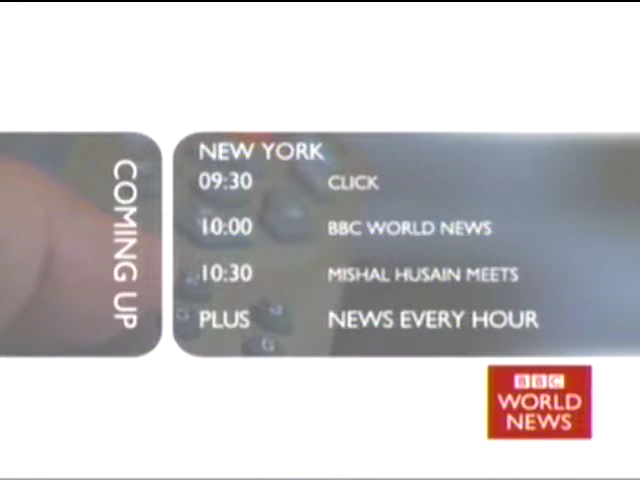 COMING UP
NEW YORK
09:30 CLICK
10:00 BBC WORLD NEWS
10:30 MISHAL HUSAIN MEETS
PLUS NEWS EVERY HOUR
BBC
WORLD
NEWS